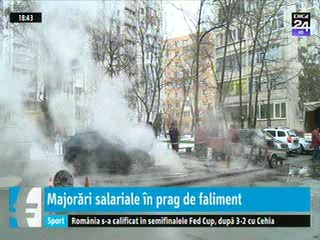 18:43
DIGI
24
HD
Majorări salariale în prag de faliment
Sport
România s-a calificat în semifinalele Fed Cup, după 3-2 cu Cehia